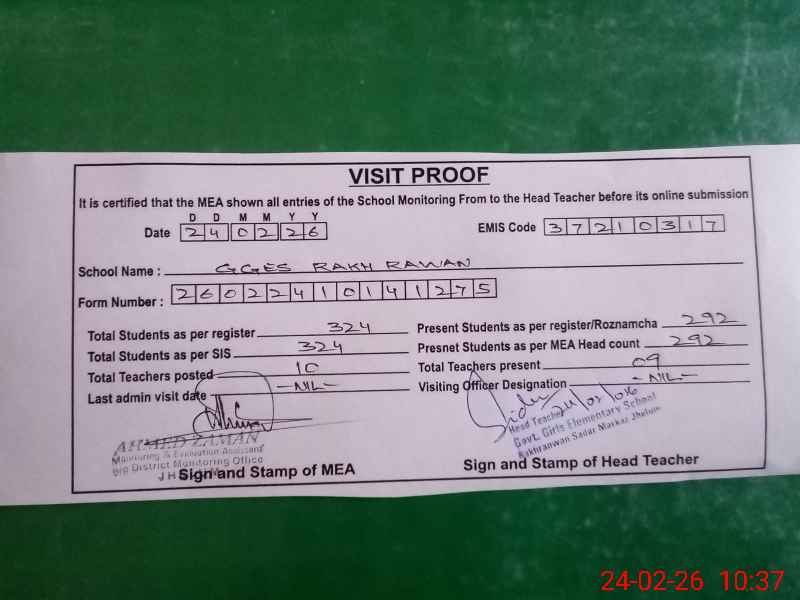 VISIT PROOF
It is certified that the MEA shown all entries of the School Monitoring From to the Head Teacher before its online submission
D D M M Y Y
Date 2 4 0 2 2 6 EMIS Code 3 7 2 1 0 3 1 7
School Name : GGES RAKH RAWAN
Form Number : 2 6 0 2 2 4 1 0 1 4 1 2 7 5
Total Students as per register 324 Present Students as per register/Roznamcha 292
Total Students as per SIS 324 Presnet Students as per MEA Head count 292
Total Teachers posted 10 Total Teachers present 09
Last admin visit date -NIL- Visiting Officer Designation -NIL-
AHMED ZAMAN
Monitoring & Evaluation Assistant
District Monitoring Office
Sign and Stamp of MEA
24/02/026
Head Teacher
Govt. Girls Elementary School
Rakhranwan Sadar Markaz Jhelum
Sign and Stamp of Head Teacher
24-02-26 10:37